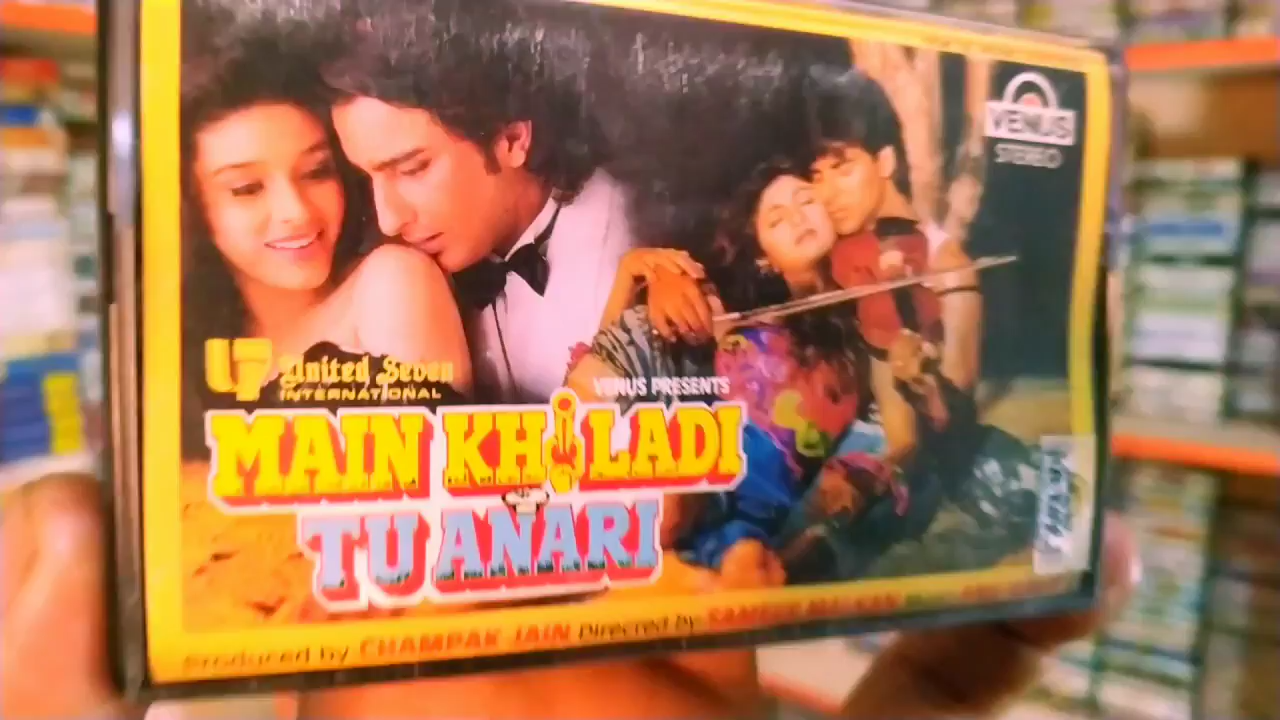 VENUS
STEREO
U7 United Seven
INTERNATIONAL
VENUS PRESENTS
MAIN KHILADI
TU ANARI
Produced by CHAMPAK JAIN Directed by